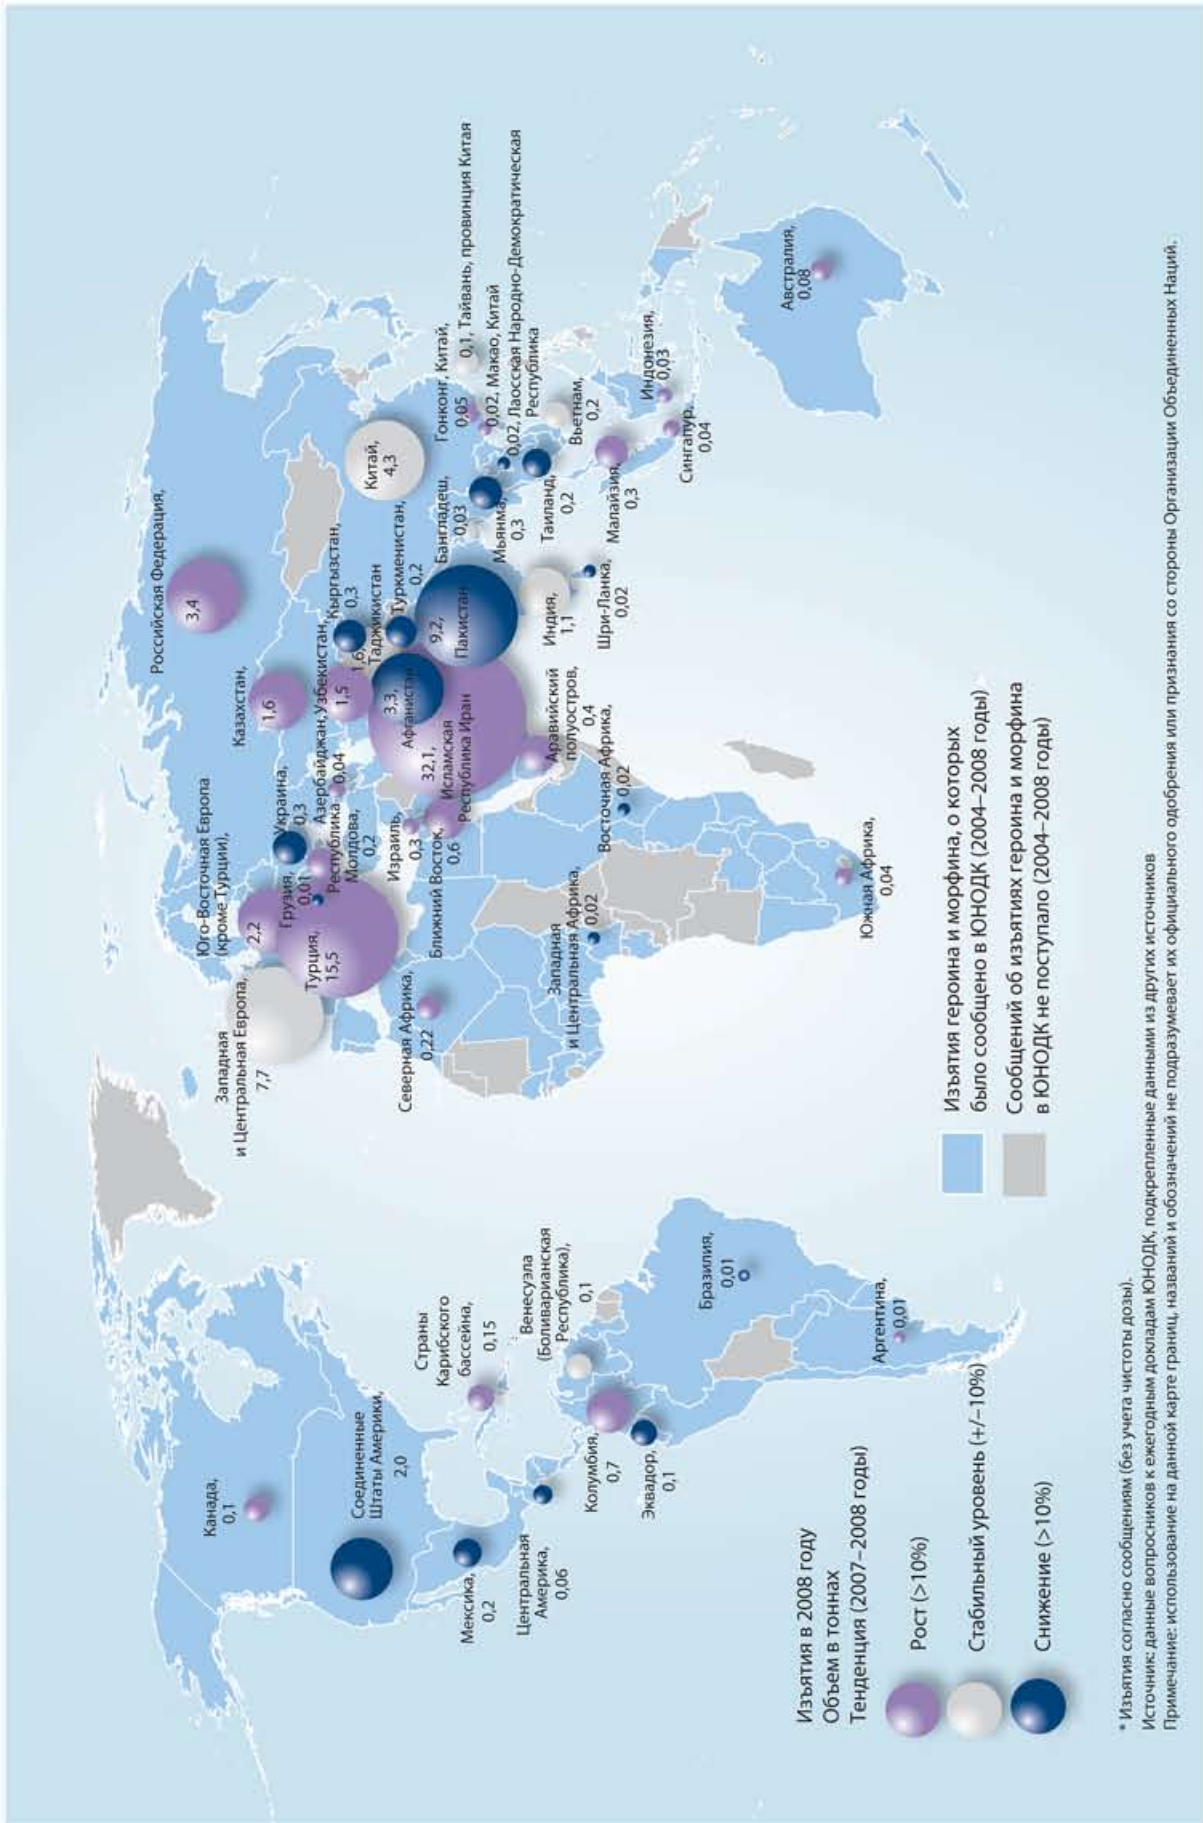 Канада,
0,1
Соединенные
Штаты Америки,
2,0
Мексика,
0,2
Центральная
Америка,
0,06
Страны
Карибского
бассейна,
0,15
Венесуэла
(Боливарианская
Республика),
0,1
Колумбия,
0,7
Эквадор,
0,1
Бразилия,
0,01
Аргентина,
0,01
Западная
и Центральная Европа,
7,7
Юго-Восточная Европа
(кроме Турции),
2,2
Украина,
0,3
Грузия,
0,01
Республика
Молдова,
0,2
Турция,
15,5
Азербайджан,
0,04
Израиль,
0,3
Ближний Восток,
0,6
Северная Африка,
0,22
Западная
и Центральная Африка,
0,02
Восточная Африка,
0,02
Южная Африка,
0,04
Аравийский
полуостров,
0,4
Российская Федерация,
3,4
Казахстан,
1,6
Узбекистан,
1,5
Кыргызстан,
0,3
1,6,
Таджикистан
Туркменистан,
0,2
3,3,
Афганистан
32,1,
Исламская
Республика Иран
9,2,
Пакистан
Индия,
1,1
Шри-Ланка,
0,02
Китай,
4,3
Бангладеш,
0,03
Мьянма,
0,3
Гонконг, Китай,
0,05
0,1, Тайвань, провинция Китая
0,02, Макао, Китай
0,02, Лаосская Народно-Демократическая
Республика
Таиланд,
0,2
Вьетнам,
0,2
Малайзия,
0,3
Сингапур,
0,04
Индонезия,
0,03
Австралия,
0,08
Изъятия в 2008 году
Объем в тоннах
Тенденция (2007–2008 годы)
Рост (>10%)
Стабильный уровень (+/–10%)
Снижение (>10%)
Изъятия героина и морфина, о которых
было сообщено в ЮНОДК (2004–2008 годы)
Сообщений об изъятиях героина и морфина
в ЮНОДК не поступало (2004–2008 годы)
* Изъятия согласно сообщениям (без учета чистоты дозы).
Источник: данные вопросников к ежегодным докладам ЮНОДК, подкрепленные данными из других источников
Примечание: использование на данной карте границ, названий и обозначений не подразумевает их официального одобрения или признания со стороны Организации Объединенных Наций.